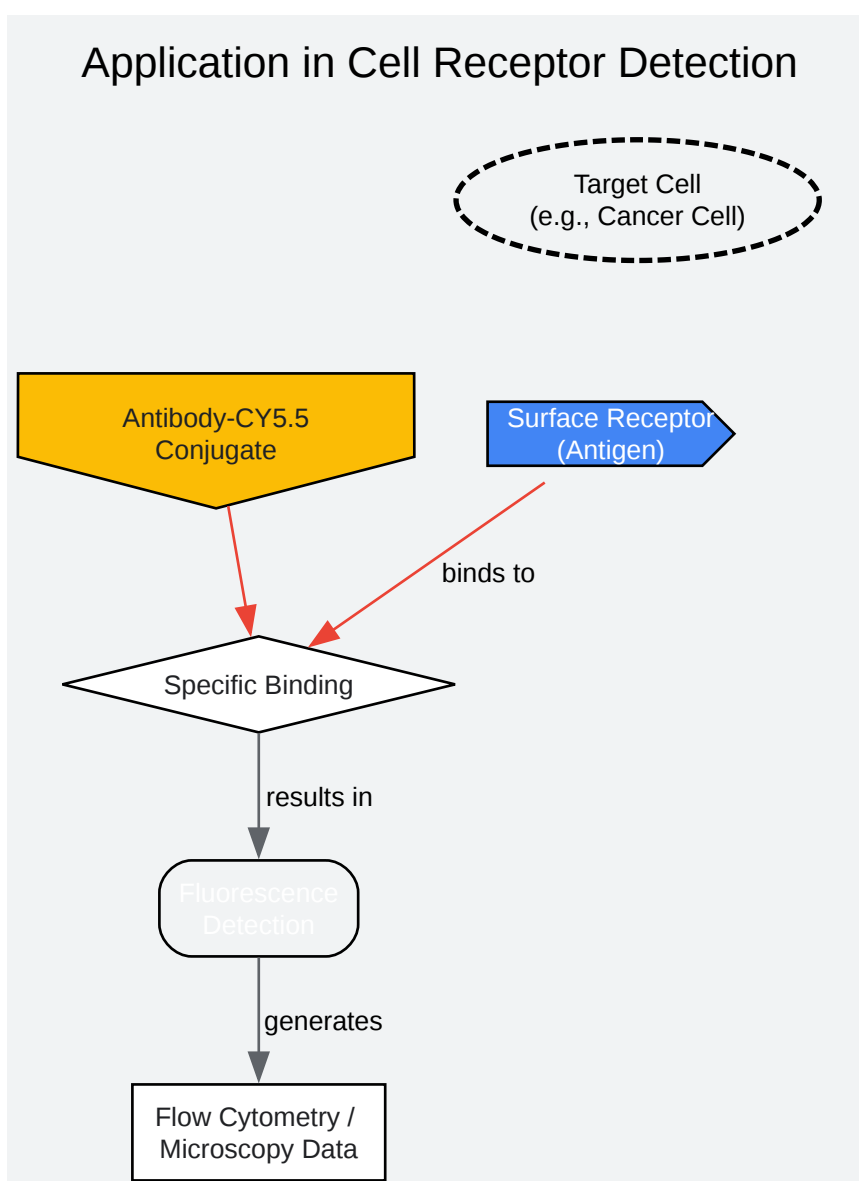 Application in Cell Receptor Detection
Target Cell
(e.g., Cancer Cell)
Antibody-CY5.5
Conjugate
Surface Receptor
(Antigen)
binds to
Specific Binding
results in
Fluorescence
Detection
generates
Flow Cytometry /
Microscopy Data